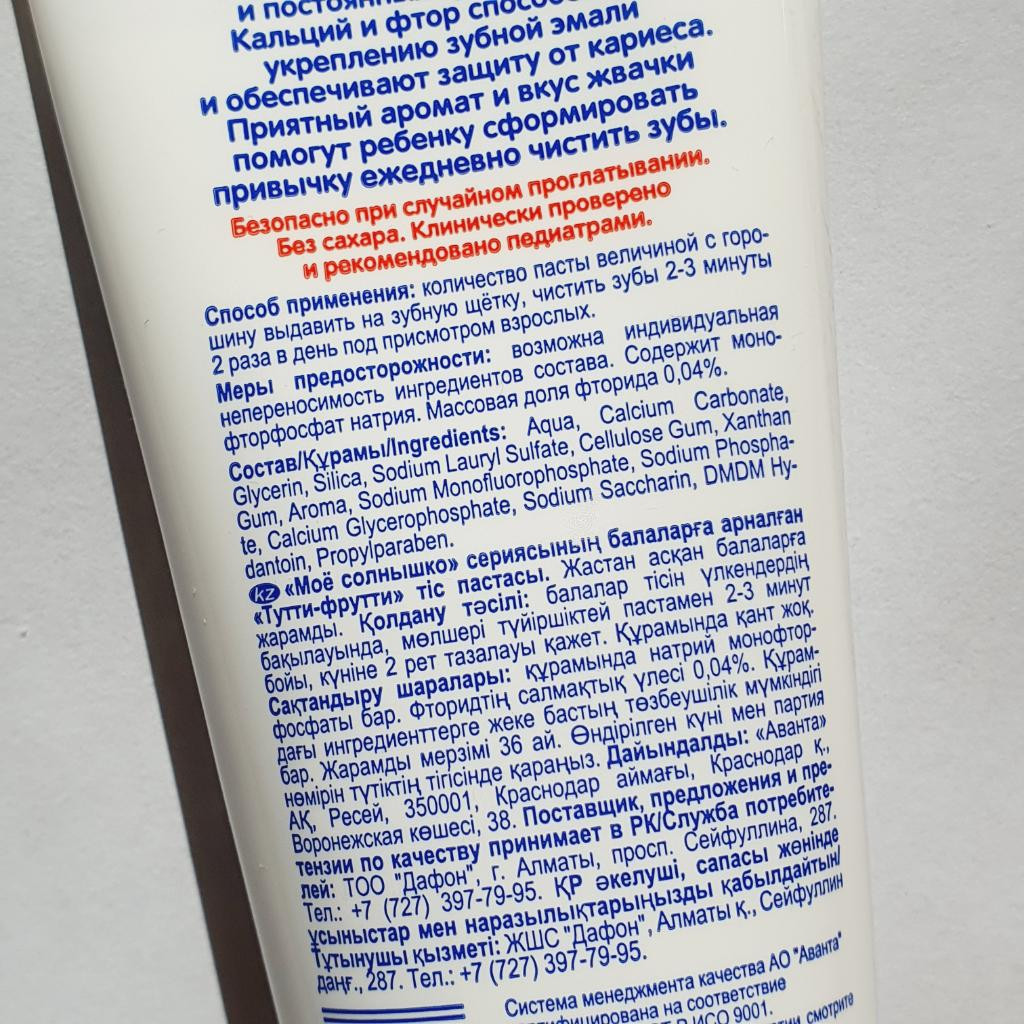 и постоянны
Кальций и фтор способ
укреплению зубной эмали
и обеспечивают защиту от кариеса.
Приятный аромат и вкус жвачки
помогут ребенку сформировать
привычку ежедневно чистить зубы.
Безопасно при случайном проглатывании.
Без сахара. Клинически проверено
и рекомендовано педиатрами.
Способ применения: количество пасты величиной с горо-
шину выдавить на зубную щётку, чистить зубы 2-3 минуты
2 раза в день под присмотром взрослых.
Меры предосторожности: возможна индивидуальная
непереносимость ингредиентов состава. Содержит моно-
фторфосфат натрия. Массовая доля фторида 0,04%.
Состав/Құрамы/Ingredients: Aqua, Calcium Carbonate,
Glycerin, Silica, Sodium Lauryl Sulfate, Cellulose Gum, Xanthan
Gum, Aroma, Sodium Monofluorophosphate, Sodium Phospha-
te, Calcium Glycerophosphate, Sodium Saccharin, DMDM Hy-
dantoin, Propylparaben.
kz «Моё солнышко» сериясының балаларға арналған
«Тутти-фрутти» тіс пастасы. Жастан асқан балаларға
жарамды. Қолдану тәсілі: балалар тісін үлкендердің
бақылауында, мөлшері түйіршіктей пастамен 2-3 минут
бойы, күніне 2 рет тазалауы қажет. Құрамында қант жоқ.
Сақтандыру шаралары: құрамында натрий монофтор-
фосфаты бар. Фторидтің салмақтық үлесі 0,04%. Құрам-
дағы ингредиенттерге жеке бастың төзбеушілік мүмкіндігі
бар. Жарамды мерзімі 36 ай. Өндірілген күні мен партия
нөмірін түтіктің тігісінде қараңыз. Дайындалды: «Аванта»
АҚ, Ресей, 350001, Краснодар аймағы, Краснодар қ.,
Воронежская көшесі, 38. Поставщик, предложения и пре-
тензии по качеству принимает в РК/Служба потребите-
лей: ТОО "Дафон", г. Алматы, просп. Сейфуллина, 287.
Тел.: +7 (727) 397-79-95. ҚР әкелуші, сапасы жөнінде
ұсыныстар мен наразылықтарыңызды қабылдайтын/
Тұтынушы қызметі: ЖШС "Дафон", Алматы қ., Сейфуллин
даңғ., 287. Тел.: +7 (727) 397-79-95.
Система менеджмента качества АО "Аванта"
ртифицирована на соответствие
Т Р ИСО 9001.
тии смотрите